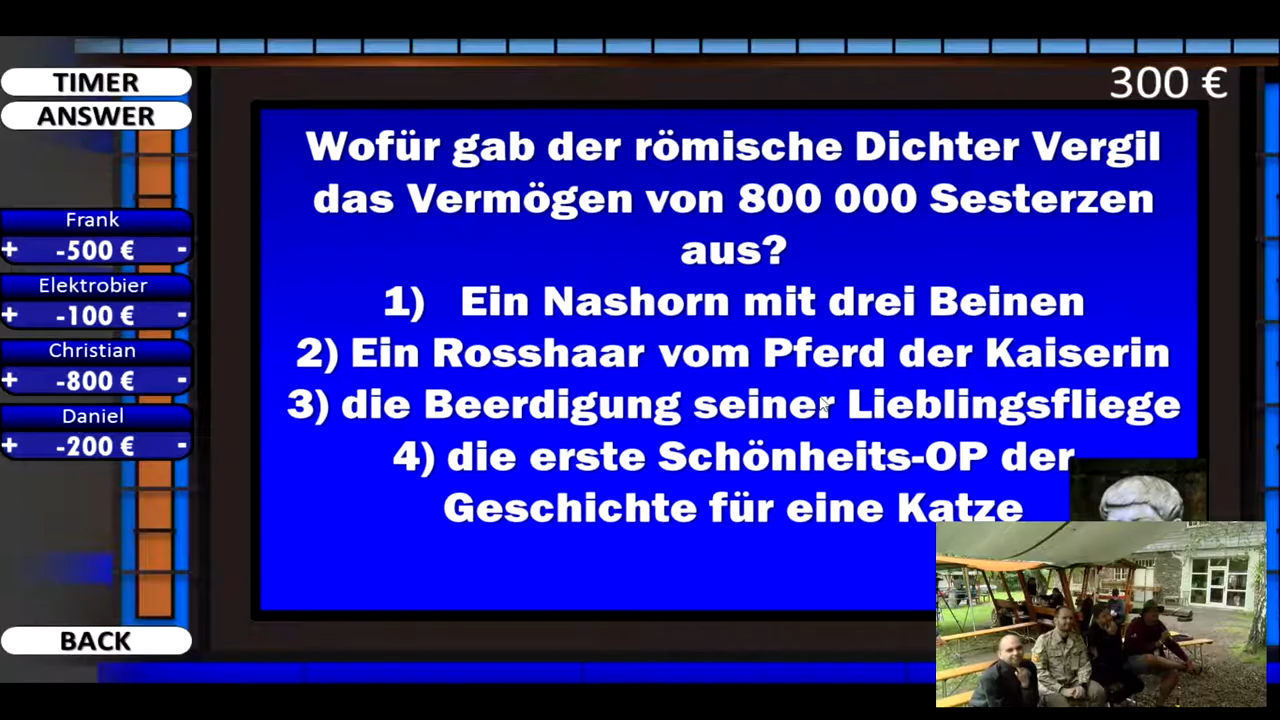 TIMER
ANSWER
300 €
Wofür gab der römische Dichter Vergil
das Vermögen von 800 000 Sesterzen
aus?
1) Ein Nashorn mit drei Beinen
2) Ein Rosshaar vom Pferd der Kaiserin
3) die Beerdigung seiner Lieblingsfliege
4) die erste Schönheits-OP der
Geschichte für eine Katze
Frank
+ -500 € -
Elektrobier
+ -100 € -
Christian
+ -800 € -
Daniel
+ -200 € -
BACK